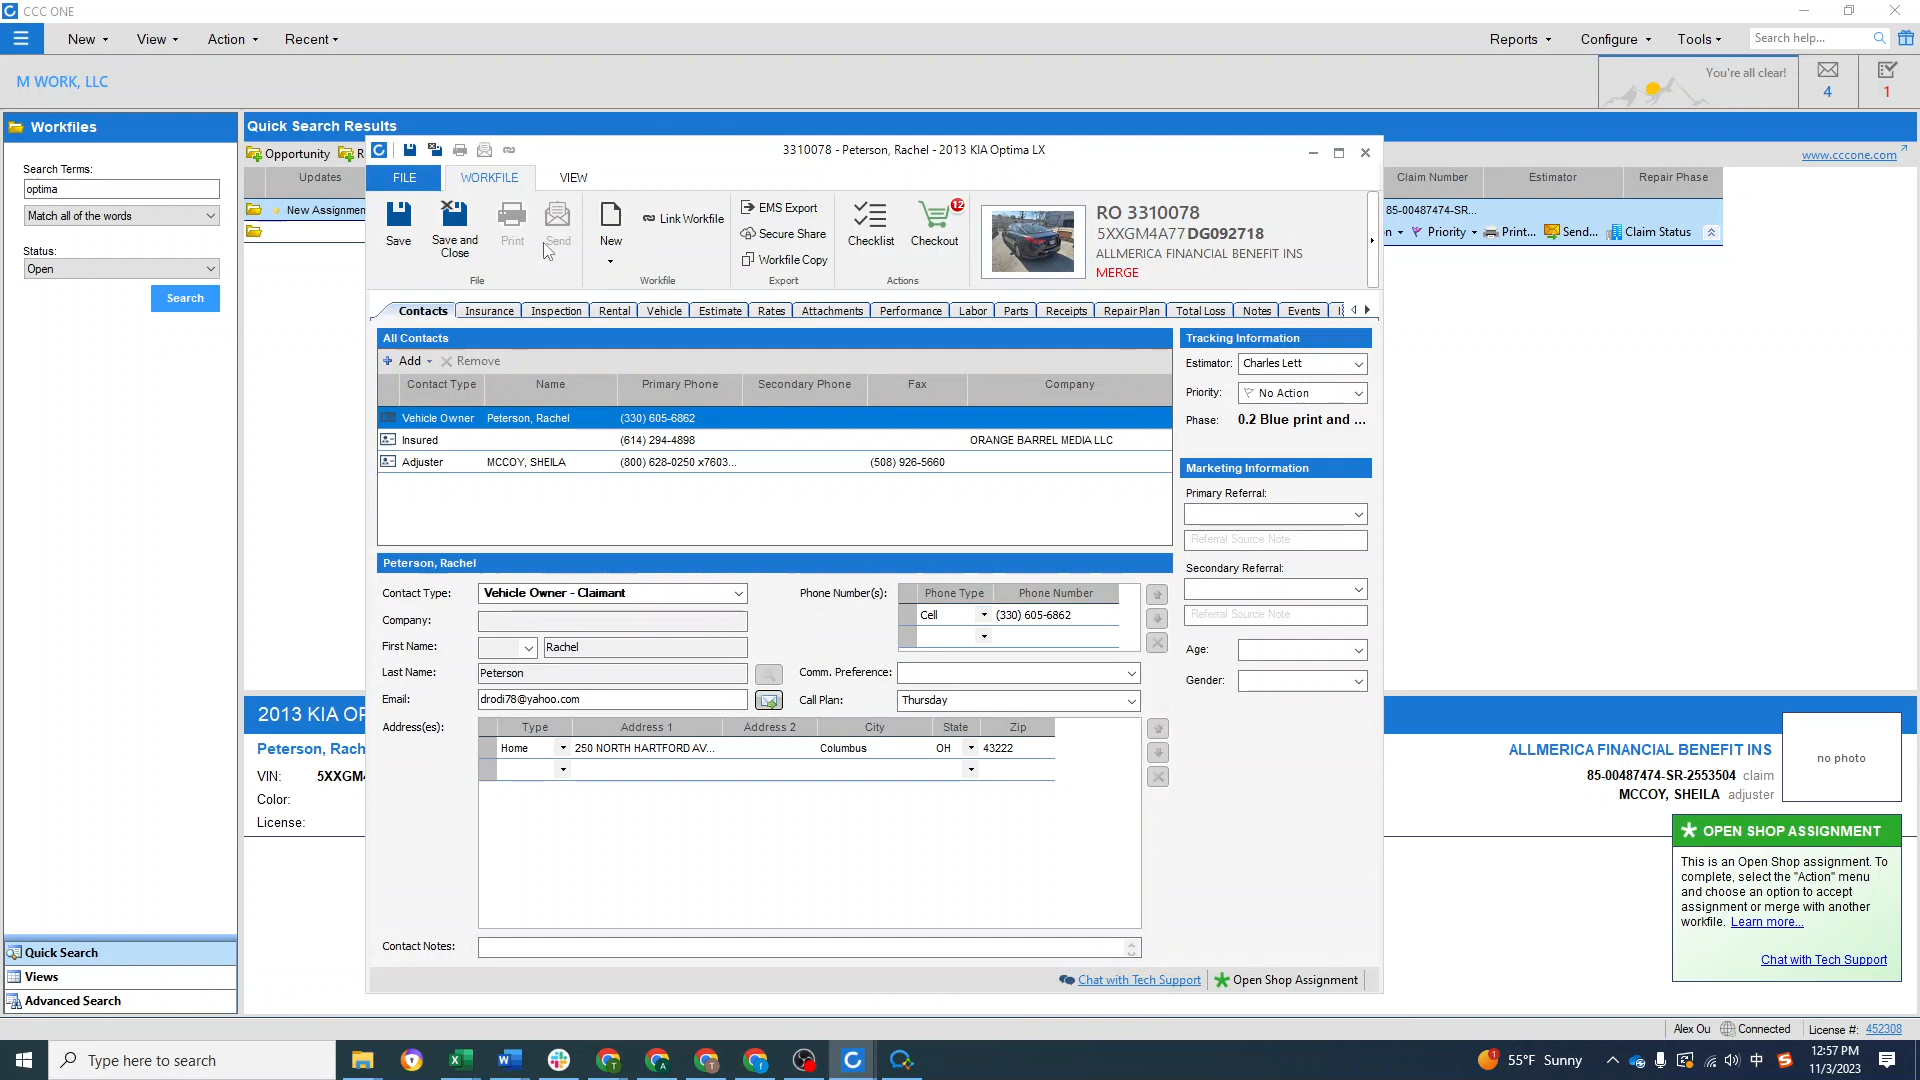 CCC ONE
New View Action Recent
Reports Configure Tools Search help...
M WORK, LLC
You're all clear!
4 1
Workfiles
Quick Search Results
Search Terms:
optima
Match all of the words
Status:
Open
Search
Opportunity R
www.cccone.com
Updates
New Assignmen
Claim Number Estimator Repair Phase
85-00487474-SR...
n Priority Print... Send... Claim Status
3310078 - Peterson, Rachel - 2013 KIA Optima LX
FILE WORKFILE VIEW
Save
Save and Close
Print
Send
File
New
Link Workfile
Workfile
EMS Export
Secure Share
Workfile Copy
Export
Checklist
Checkout
12
Actions
RO 3310078
5XXGM4A77DG092718
ALLMERICA FINANCIAL BENEFIT INS
MERGE
Contacts Insurance Inspection Rental Vehicle Estimate Rates Attachments Performance Labor Parts Receipts Repair Plan Total Loss Notes Events
All Contacts
Add Remove
Contact Type Name Primary Phone Secondary Phone Fax Company
Vehicle Owner Peterson, Rachel (330) 605-6862
Insured (614) 294-4898 ORANGE BARREL MEDIA LLC
Adjuster MCCOY, SHEILA (800) 628-0250 x7603... (508) 926-5660
Tracking Information
Estimator: Charles Lett
Priority: No Action
Phase: 0.2 Blue print and ...
Marketing Information
Primary Referral:
Referral Source Note
Secondary Referral:
Referral Source Note
Age:
Gender:
Peterson, Rachel
Contact Type: Vehicle Owner - Claimant
Company:
First Name: Rachel
Last Name: Peterson
Email: drodi78@yahoo.com
Phone Number(s): Phone Type Phone Number
Cell (330) 605-6862
Comm. Preference:
Call Plan: Thursday
Address(es): Type Address 1 Address 2 City State Zip
Home 250 NORTH HARTFORD AV... Columbus OH 43222
Contact Notes:
Chat with Tech Support Open Shop Assignment
2013 KIA OP
Peterson, Rach
VIN: 5XXGM4
Color:
License:
ALLMERICA FINANCIAL BENEFIT INS
85-00487474-SR-2553504 claim
MCCOY, SHEILA adjuster
no photo
OPEN SHOP ASSIGNMENT
This is an Open Shop assignment. To
complete, select the "Action" menu
and choose an option to accept
assignment or merge with another
workfile. Learn more...
Chat with Tech Support
Quick Search
Views
Advanced Search
Alex Ou Connected License #: 452308
Type here to search
55°F Sunny
中
12:57 PM
11/3/2023